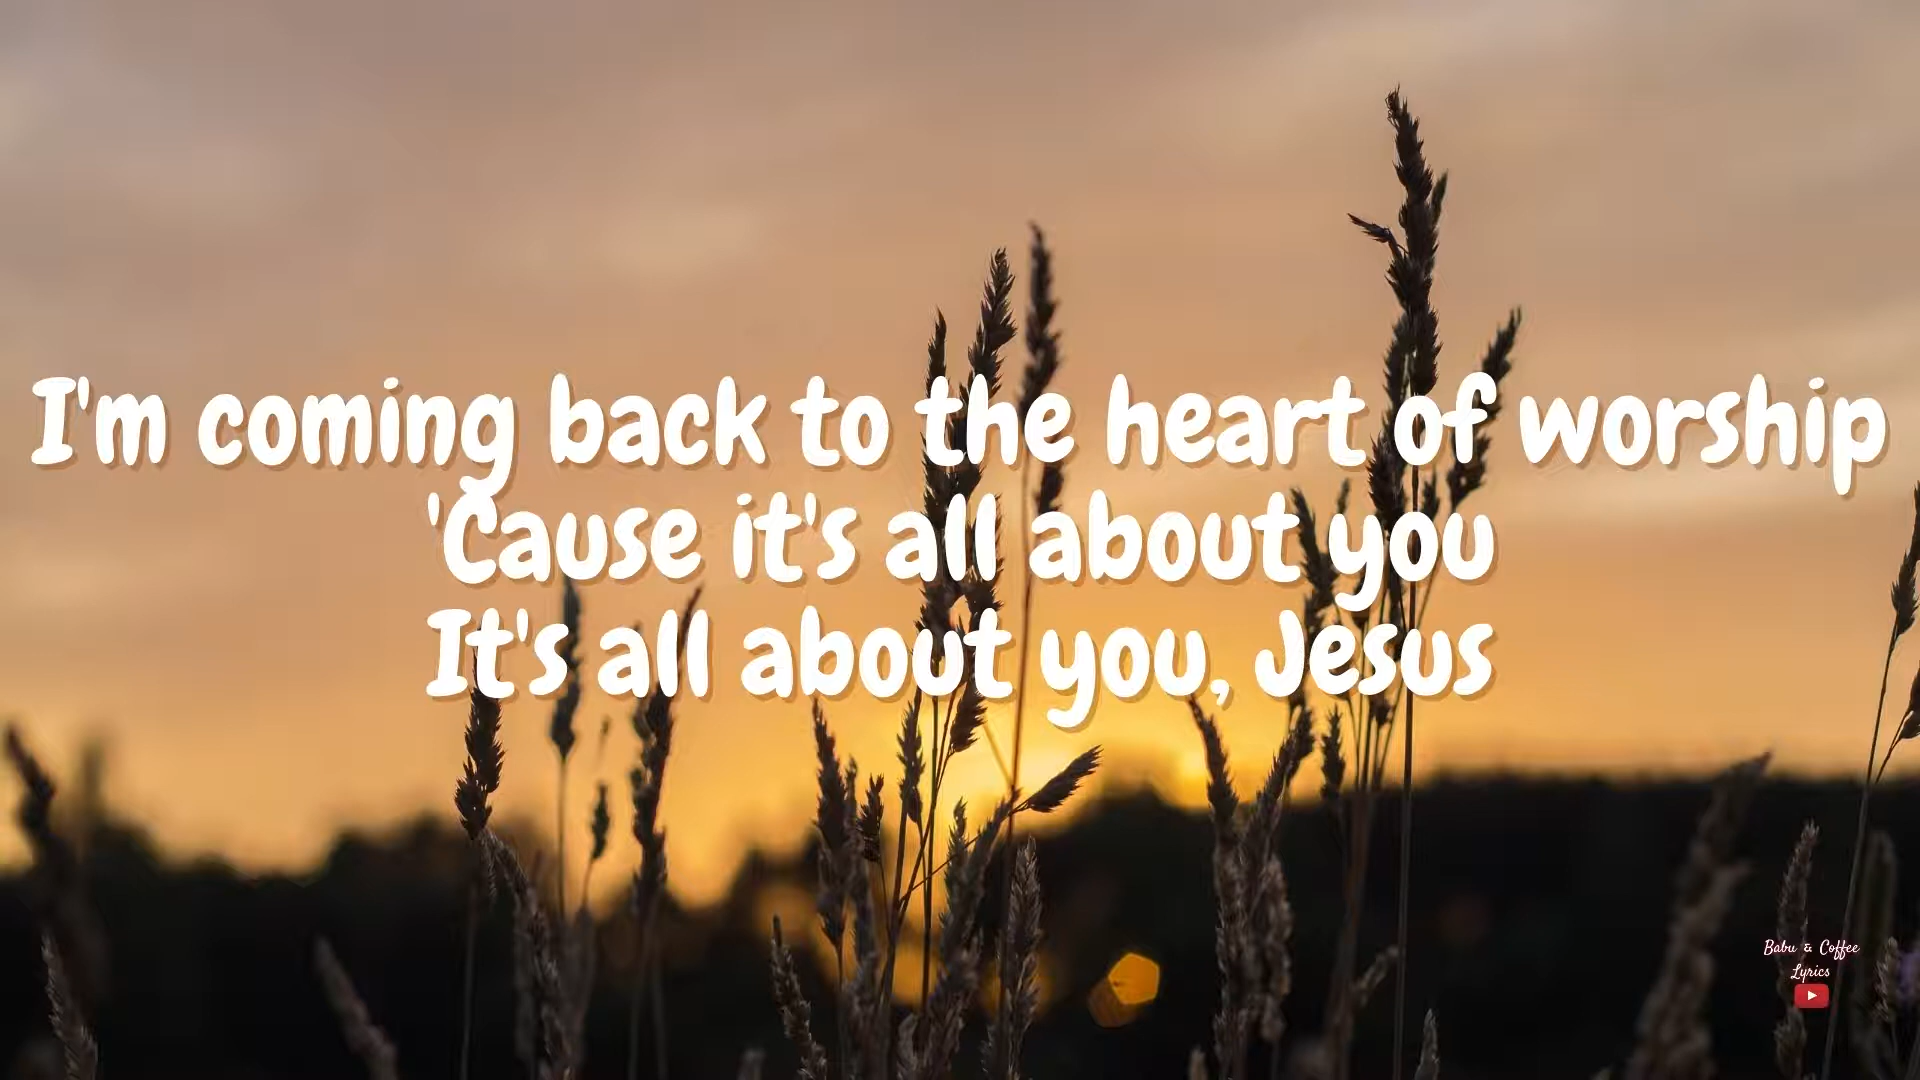 I'm coming back to the heart of worship
'Cause it's all about you
It's all about you, Jesus
Babu & Coffee
Lyrics